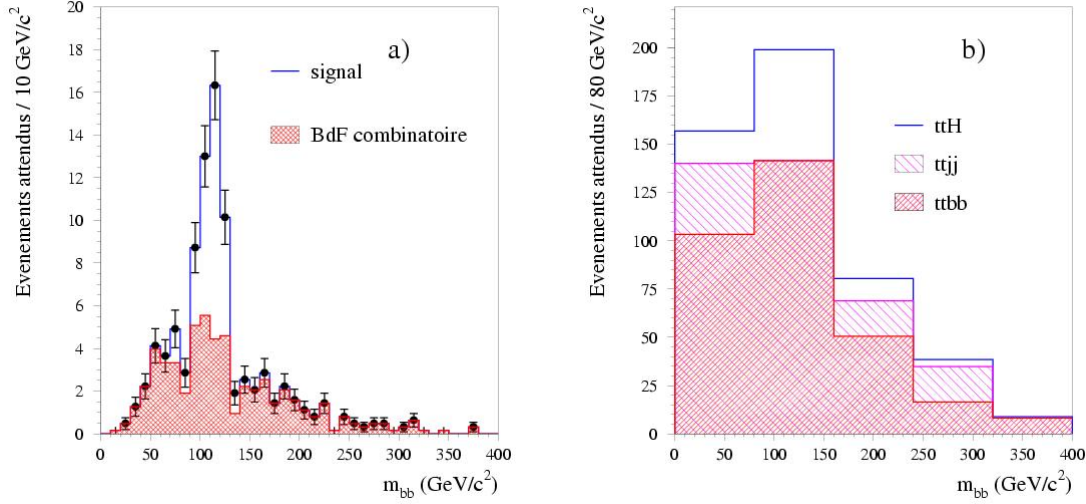 a)
signal
BdF combinatoire
Evenements attendus / 10 GeV/c²
20
18
16
14
12
10
8
6
4
2
0
0 50 100 150 200 250 300 350 400
m_bb (GeV/c²)
b)
ttH
ttjj
ttbb
Evenements attendus / 80 GeV/c²
200
175
150
125
100
75
50
25
0
0 50 100 150 200 250 300 350 400
m_bb (GeV/c²)